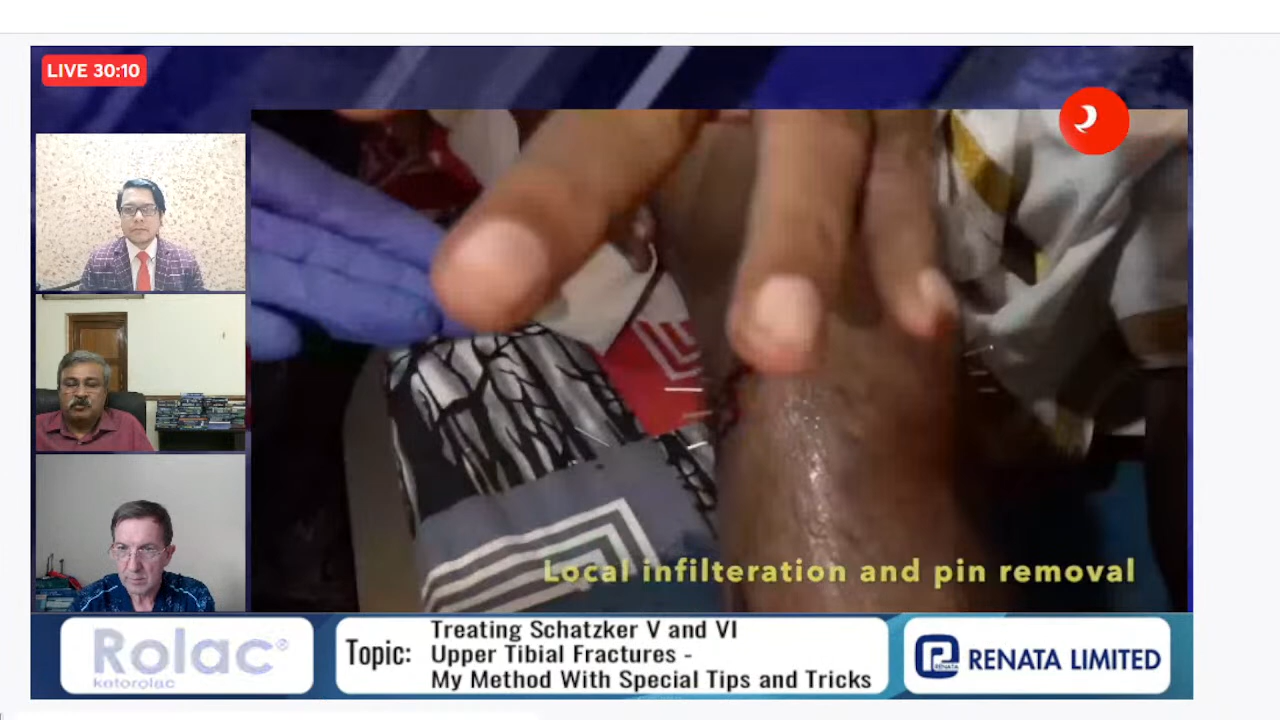 LIVE 30:10
Local infilteration and pin removal
Rolac®
ketorolac
Topic:
Treating Schatzker V and VI
Upper Tibial Fractures -
My Method With Special Tips and Tricks
RENATA
RENATA LIMITED